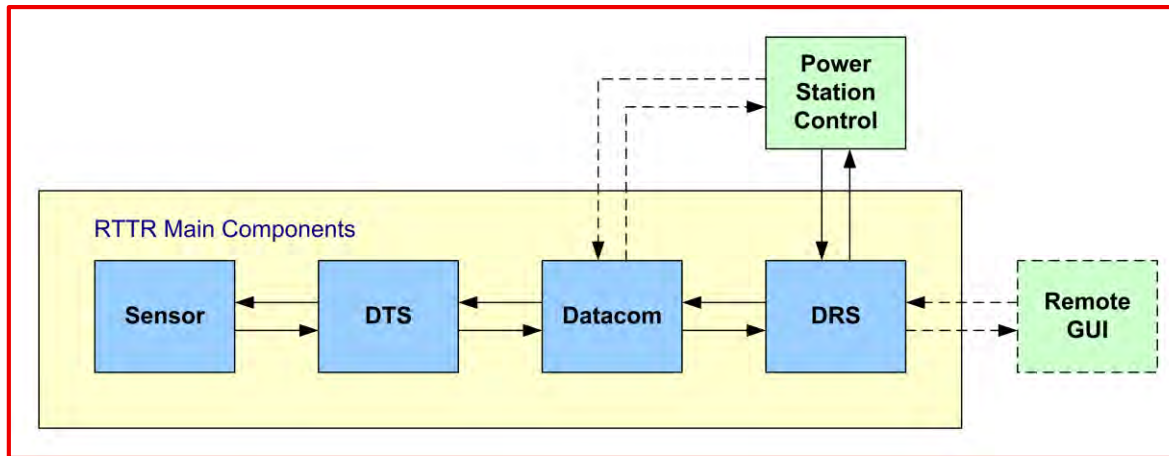 Power
Station
Control
RTTR Main Components
Sensor
DTS
Datacom
DRS
Remote
GUI